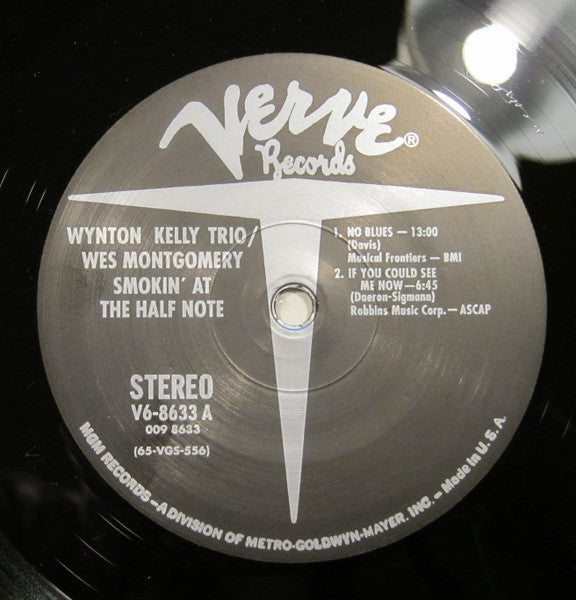 Verve®
Records
WYNTON KELLY TRIO/
WES MONTGOMERY
SMOKIN' AT
THE HALF NOTE
1. NO BLUES — 13:00
(Davis)
Musical Frontiers — BMI
2. IF YOU COULD SEE
ME NOW — 6:45
(Daeron-Sigmann)
Robbins Music Corp. — ASCAP
STEREO
V6-8633 A
009 8633
(65-VGS-556)
MGM RECORDS — A DIVISION OF METRO-GOLDWYN-MAYER, INC. — Made in U.S.A.